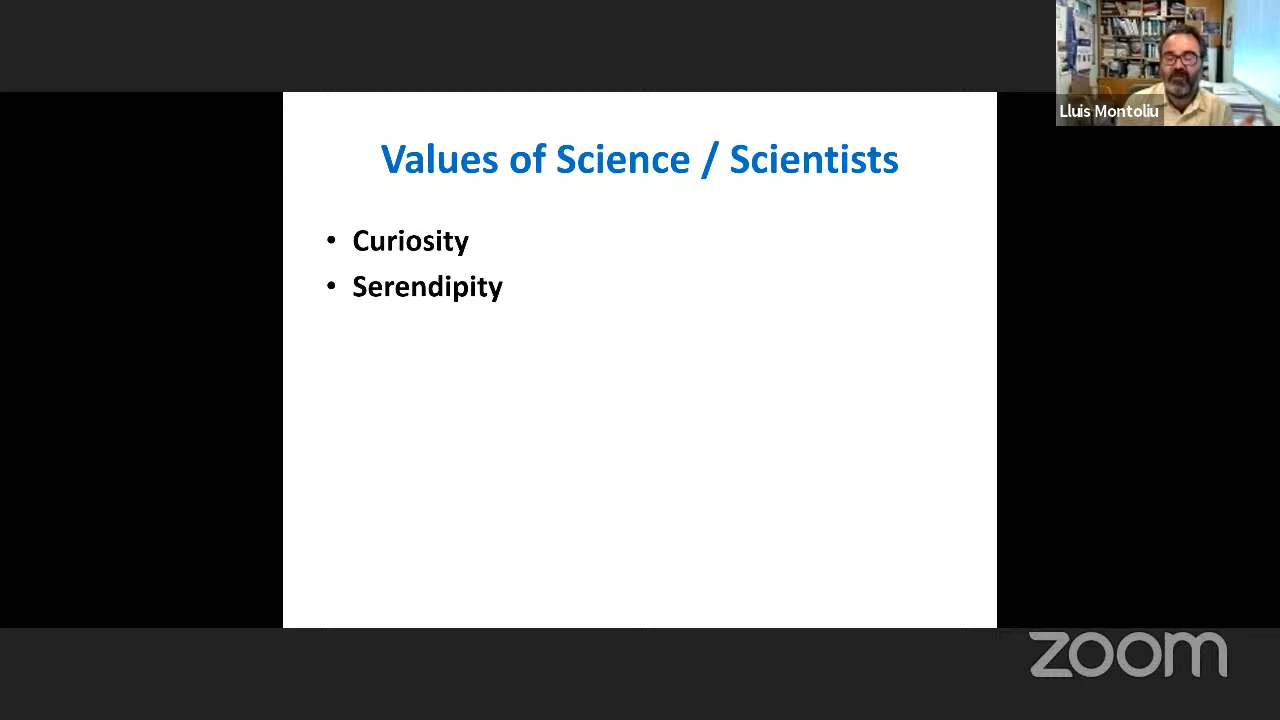 Lluis Montoliu
Values of Science / Scientists
• Curiosity
• Serendipity
zoom